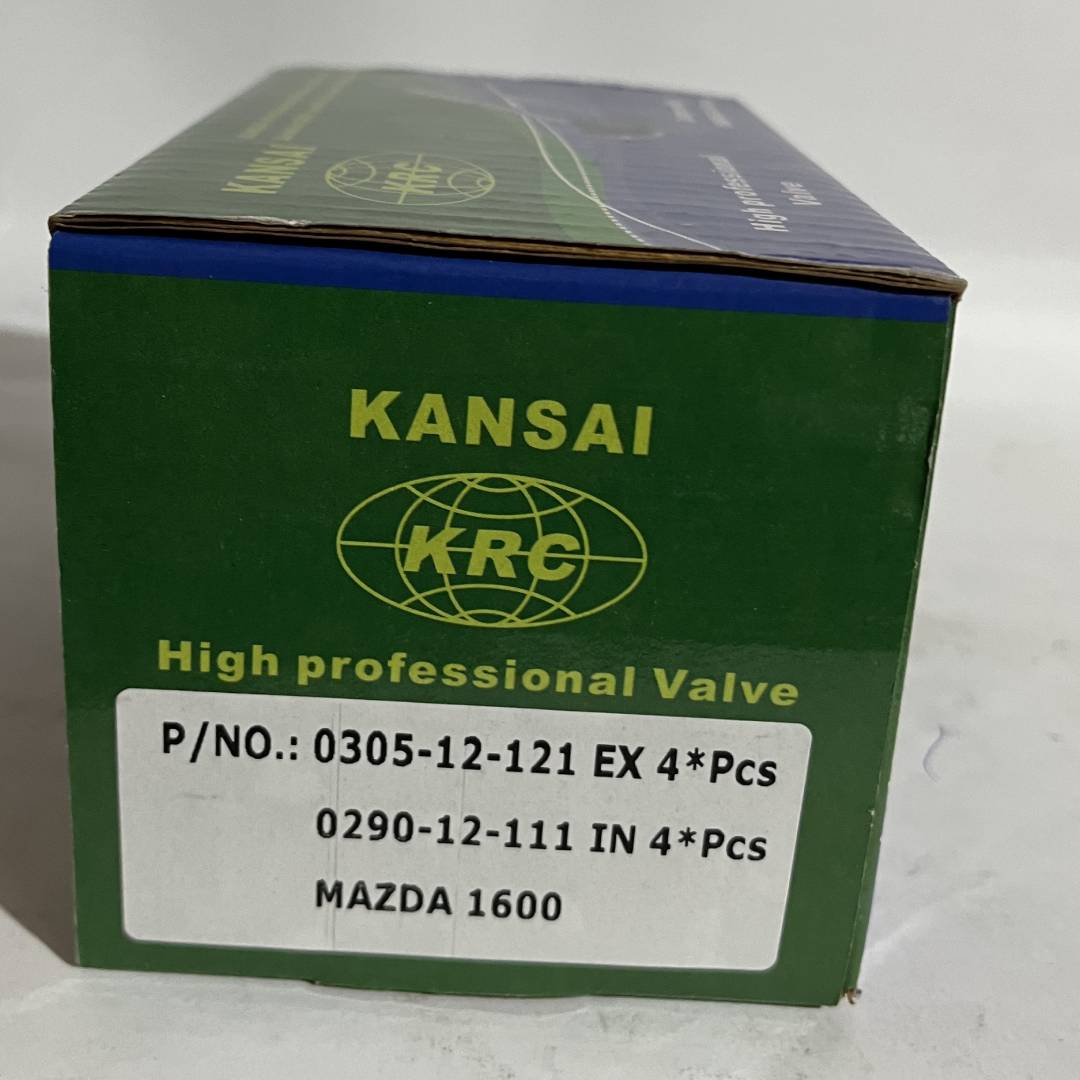 KANSAI
KRC
High professional
Valve
KANSAI
KRC
High professional Valve
P/NO.: 0305-12-121 EX 4*Pcs
0290-12-111 IN 4*Pcs
MAZDA 1600